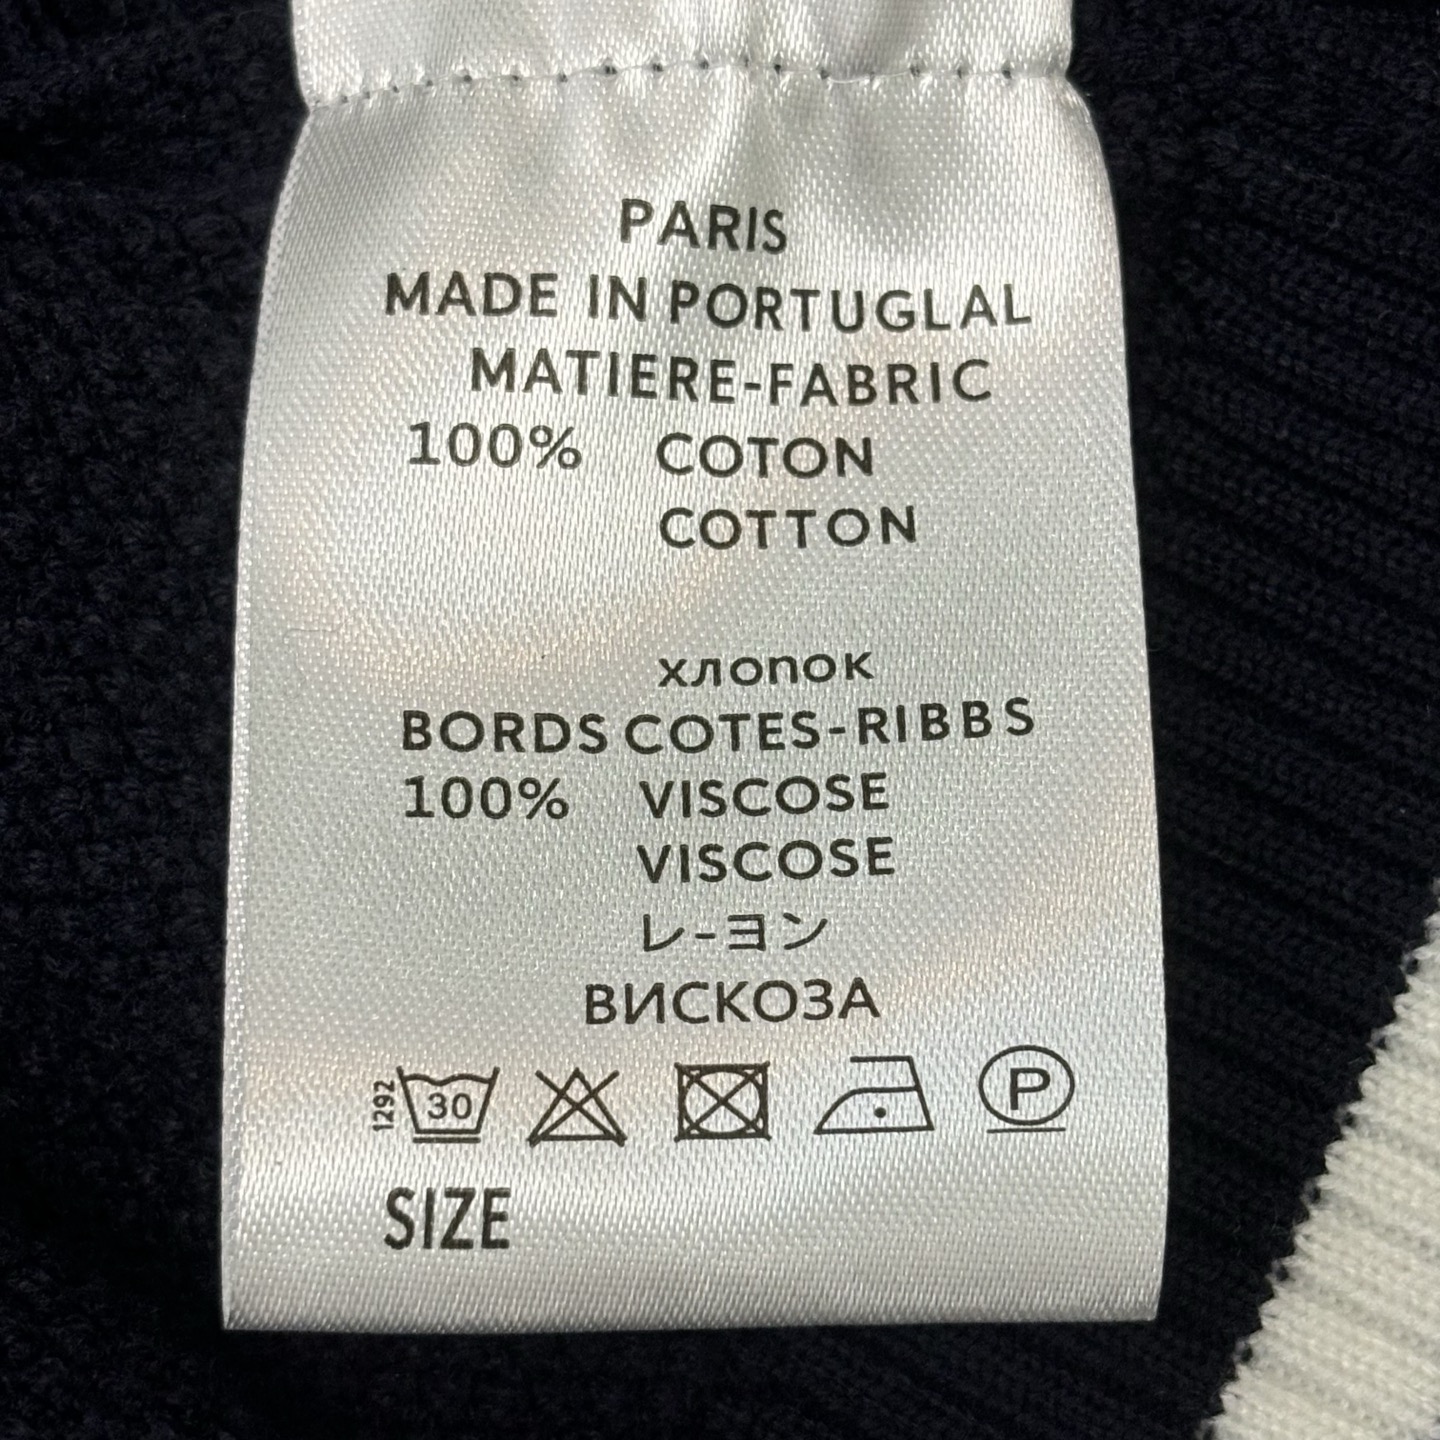 PARIS
MADE IN PORTUGLAL
MATIERE-FABRIC
100% COTON
COTTON
хлопок
BORDS COTES-RIBBS
100% VISCOSE
VISCOSE
レ-ヨン
ВИСКОЗА
1292 30 P
SIZE